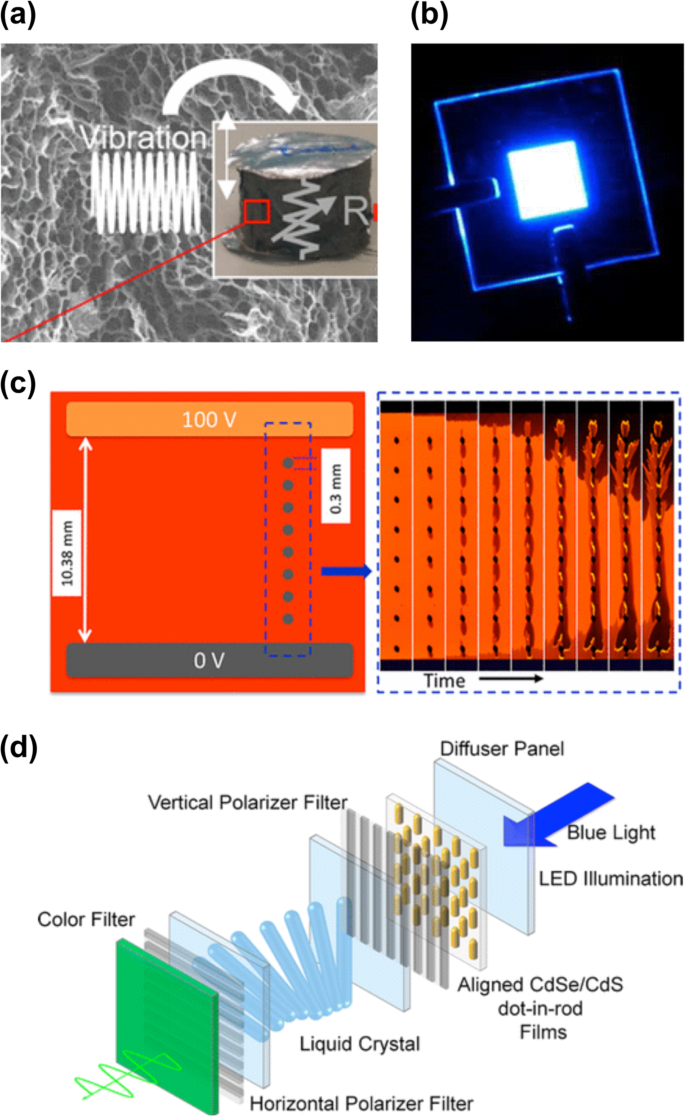 (a)
(b)
Vibration
R
(c)
100 V
0.3 mm
10.38 mm
0 V
Time
(d)
Diffuser Panel
Vertical Polarizer Filter
Blue Light
LED Illumination
Color Filter
Aligned CdSe/CdS
dot-in-rod
Films
Liquid Crystal
Horizontal Polarizer Filter